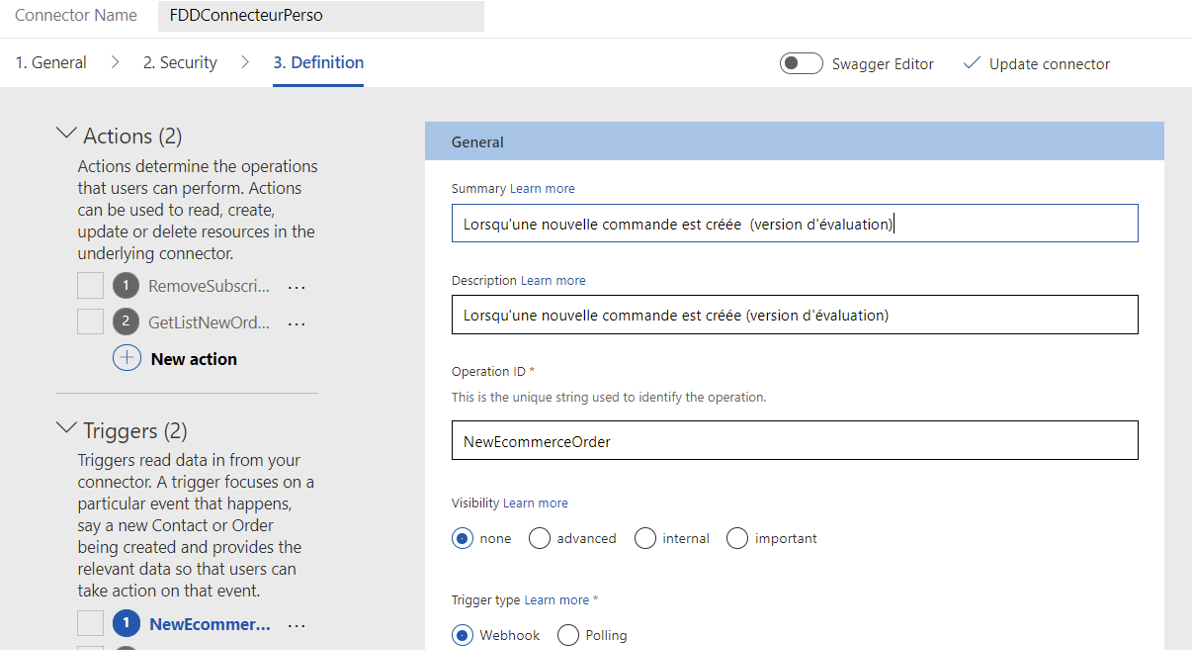 Connector Name FDDConnecteurPerso
1. General 2. Security 3. Definition Swagger Editor Update connector
Actions (2)
Actions determine the operations
that users can perform. Actions
can be used to read, create,
update or delete resources in the
underlying connector.
1 RemoveSubscri... ...
2 GetListNewOrd... ...
New action
Triggers (2)
Triggers read data in from your
connector. A trigger focuses on a
particular event that happens,
say a new Contact or Order
being created and provides the
relevant data so that users can
take action on that event.
1 NewEcommer... ...
General
Summary Learn more
Lorsqu'une nouvelle commande est créée  (version d'évaluation)
Description Learn more
Lorsqu'une nouvelle commande est créée (version d'évaluation)
Operation ID *
This is the unique string used to identify the operation.
NewEcommerceOrder
Visibility Learn more
none advanced internal important
Trigger type Learn more *
Webhook Polling